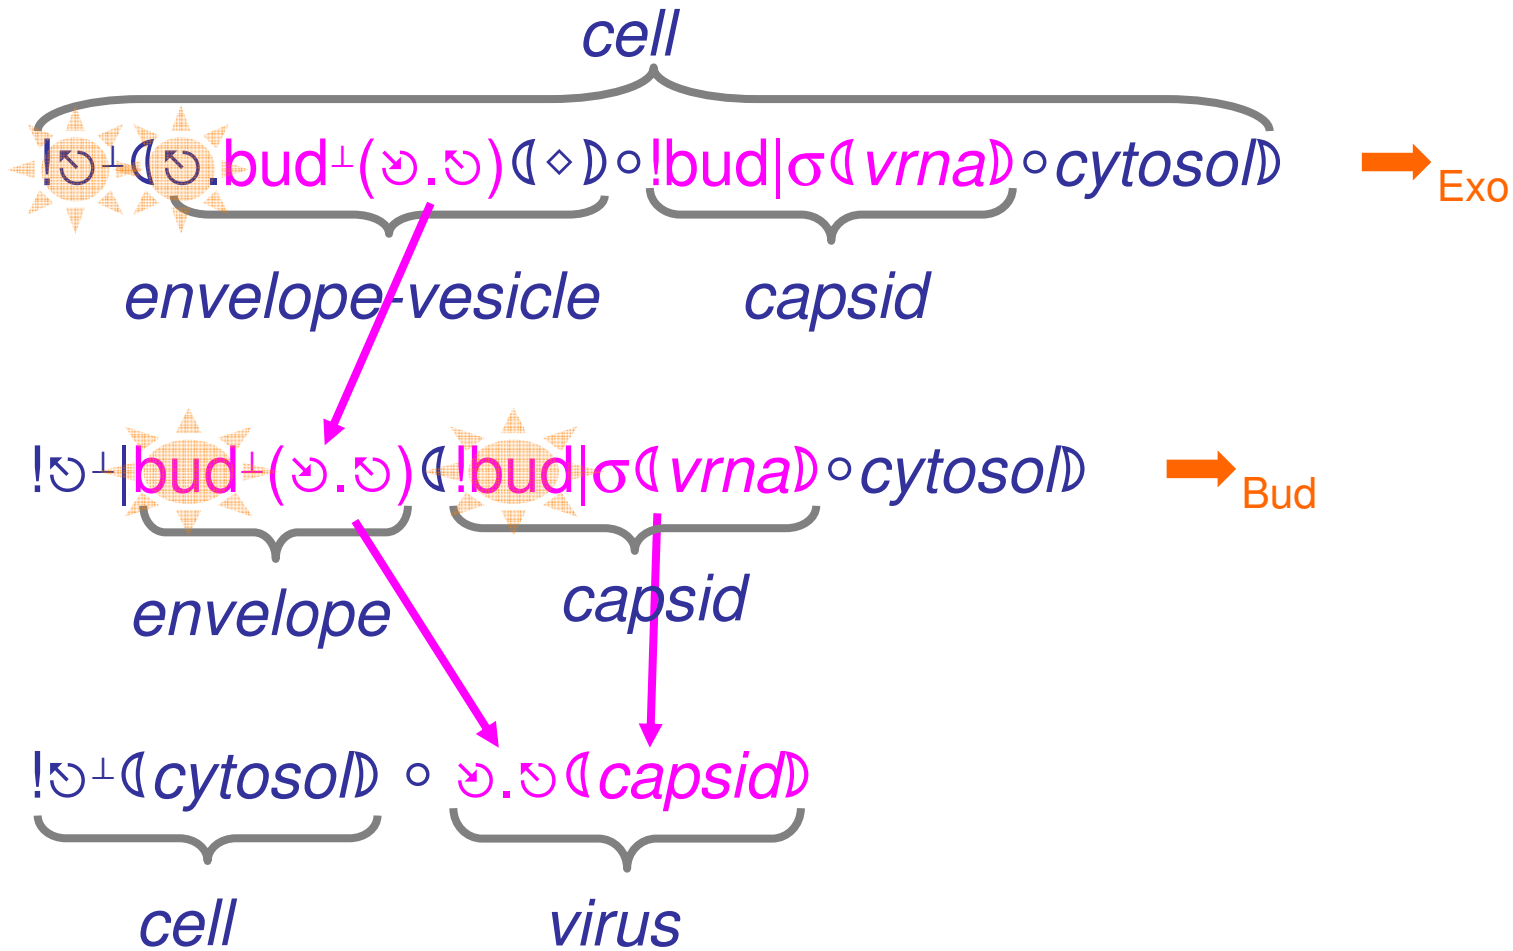 cell
!⎋⊥⦇⎋.bud⊥(⭃.⎋)⦇⋄⦈∘!bud|σ⦇vrna⦈∘cytosol⦈ Exo
envelope-vesicle capsid
!⎋⊥|bud⊥(⭃.⎋)⦇!bud|σ⦇vrna⦈∘cytosol⦈ Bud
envelope capsid
!⎋⊥⦇cytosol⦈ ∘ ⭃.⎋⦇capsid⦈
cell virus